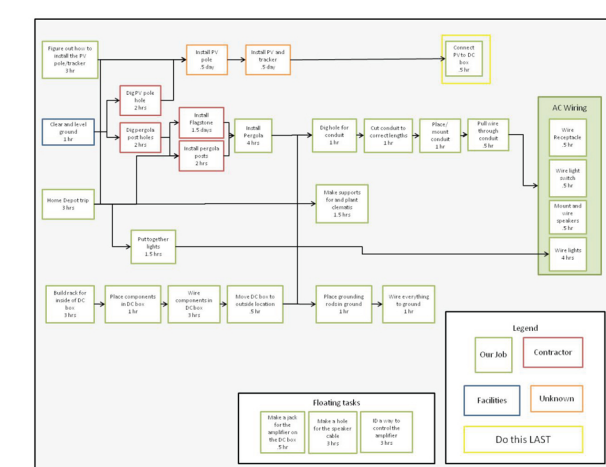 Figure out how to
install the PV
pole/tracker
3 hr
Install PV
pole
.5 day
Install PV and
tracker
.5 day
Connect
PV to DC
box
.5 hr
Dig PV pole
hole
2 hrs
Clear and level
ground
1 hr
Dig pergola
post holes
2 hrs
Install
Flagstone
1.5 days
Install pergola
posts
2 hrs
Install
Pergola
4 hrs
Dig hole for
conduit
1 hr
Cut conduit to
correct lengths
1 hr
Place/
mount
conduit
1 hr
Pull wire
through
conduit
.5 hr
AC Wiring
Wire
Receptacle
.5 hr
Wire light
switch
.5 hr
Mount and
wire
speakers
.5 hr
Wire lights
4 hrs
Home Depot trip
3 hrs
Make supports
for and plant
clematis
1.5 hrs
Put together
lights
1.5 hrs
Build rack for
inside of DC
box
3 hrs
Place components
in DC box
1 hr
Wire
components in
DC box
3 hrs
Move DC box to
outside location
.5 hr
Place grounding
rods in ground
1 hr
Wire everything
to ground
1 hr
Floating tasks
Make a jack
for the
amplifier on
the DC box
.5 hr
Make a hole
for the speaker
cable
3 hrs
ID a way to
control the
amplifier
3 hrs
Legend
Our Job
Contractor
Facilities
Unknown
Do this LAST